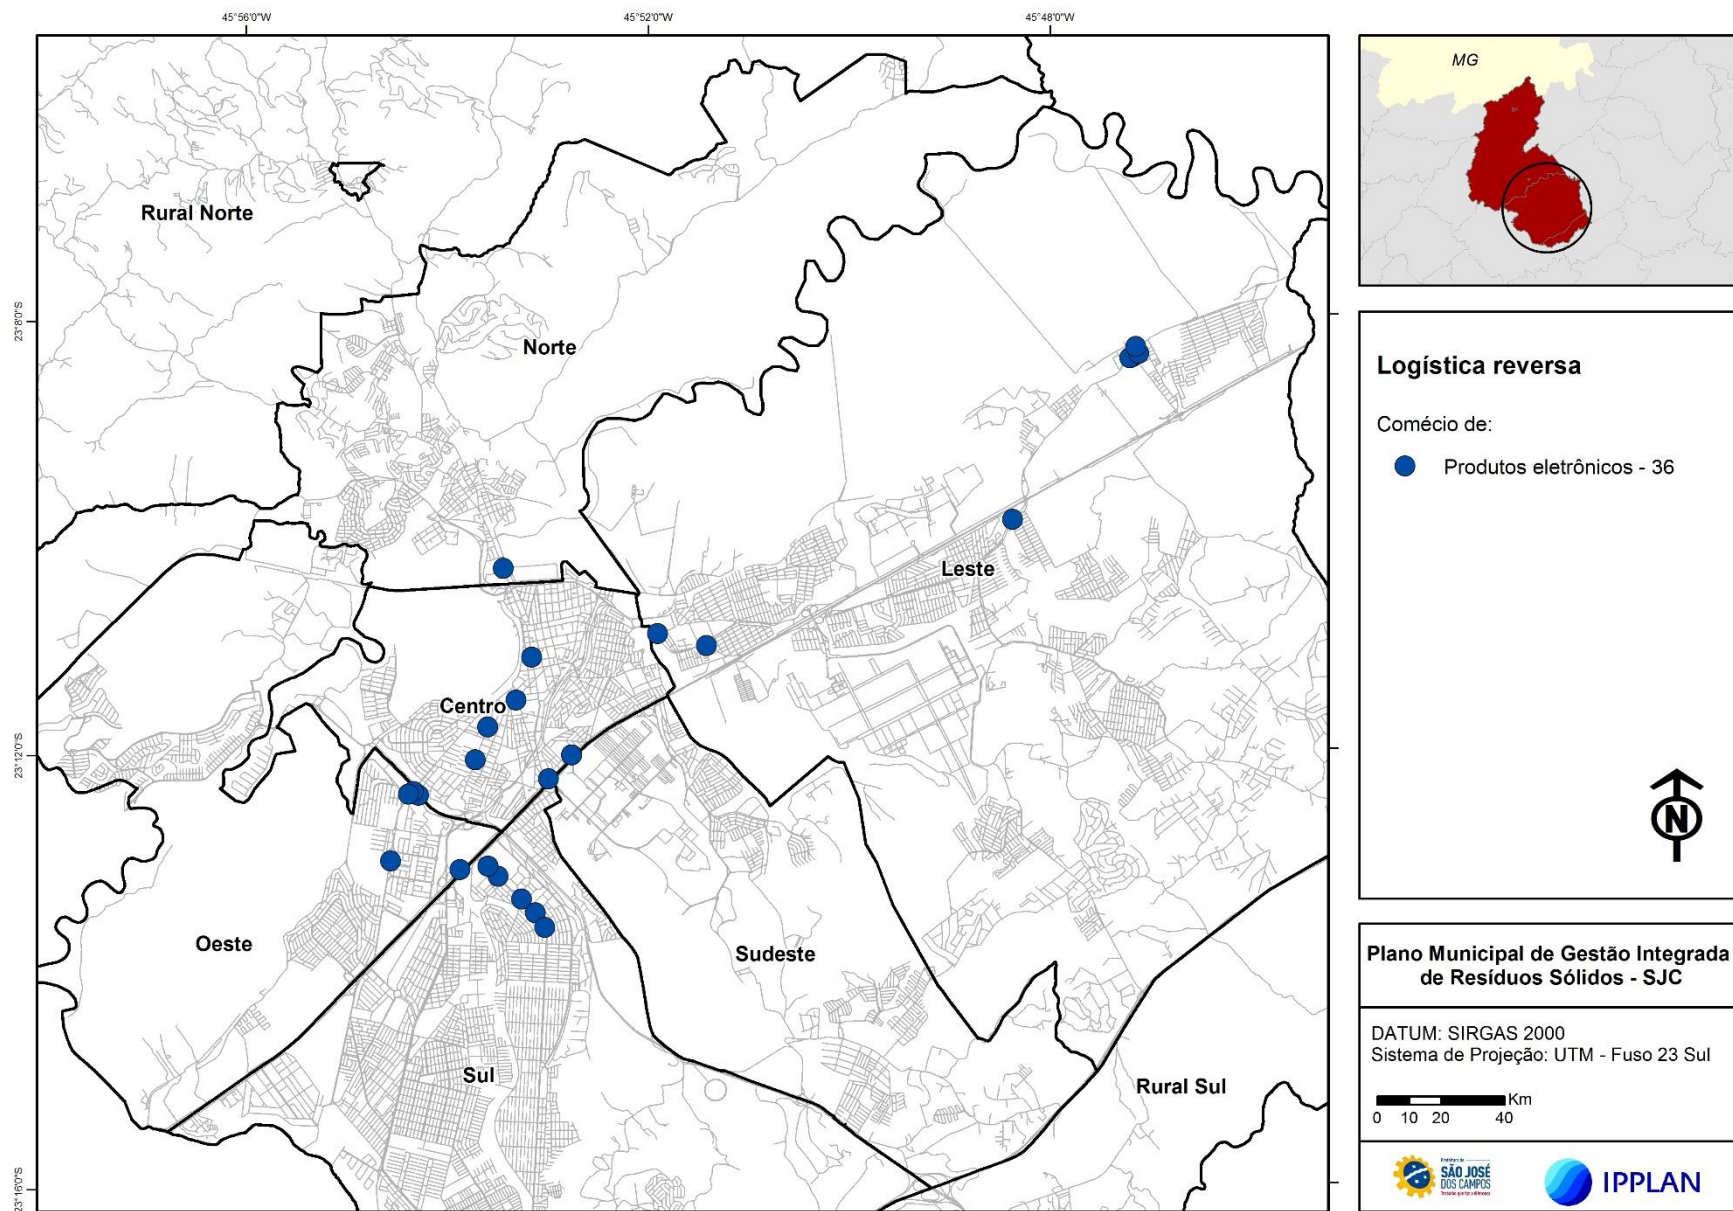 45°56'0"W
45°52'0"W
45°48'0"W
23°8'0"S
23°12'0"S
23°16'0"S
Rural Norte
Norte
Leste
Centro
Oeste
Sudeste
Sul
Rural Sul
MG
Logística reversa
Comécio de:
Produtos eletrônicos - 36
N
Plano Municipal de Gestão Integrada
de Resíduos Sólidos - SJC
DATUM: SIRGAS 2000
Sistema de Projeção: UTM - Fuso 23 Sul
Km
0 10 20 40
Prefeitura de
SÃO JOSÉ
DOS CAMPOS
IPPLAN